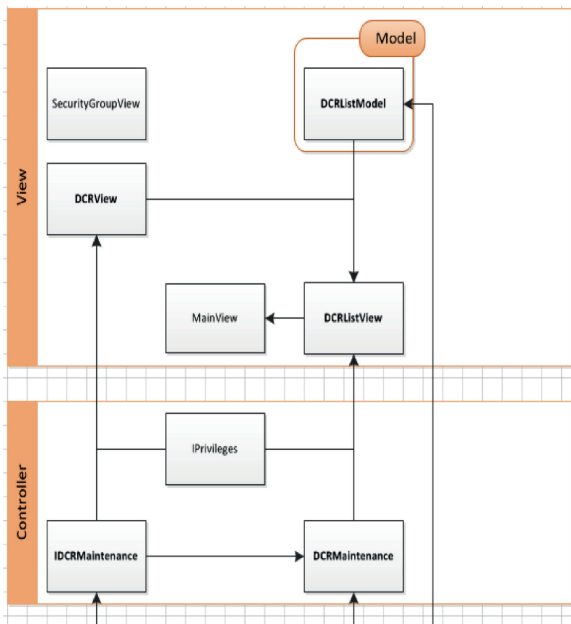 Model
SecurityGroupView
DCRListModel
View
DCRView
MainView
DCRListView
IPrivileges
Controller
IDCRMaintenance
DCRMaintenance